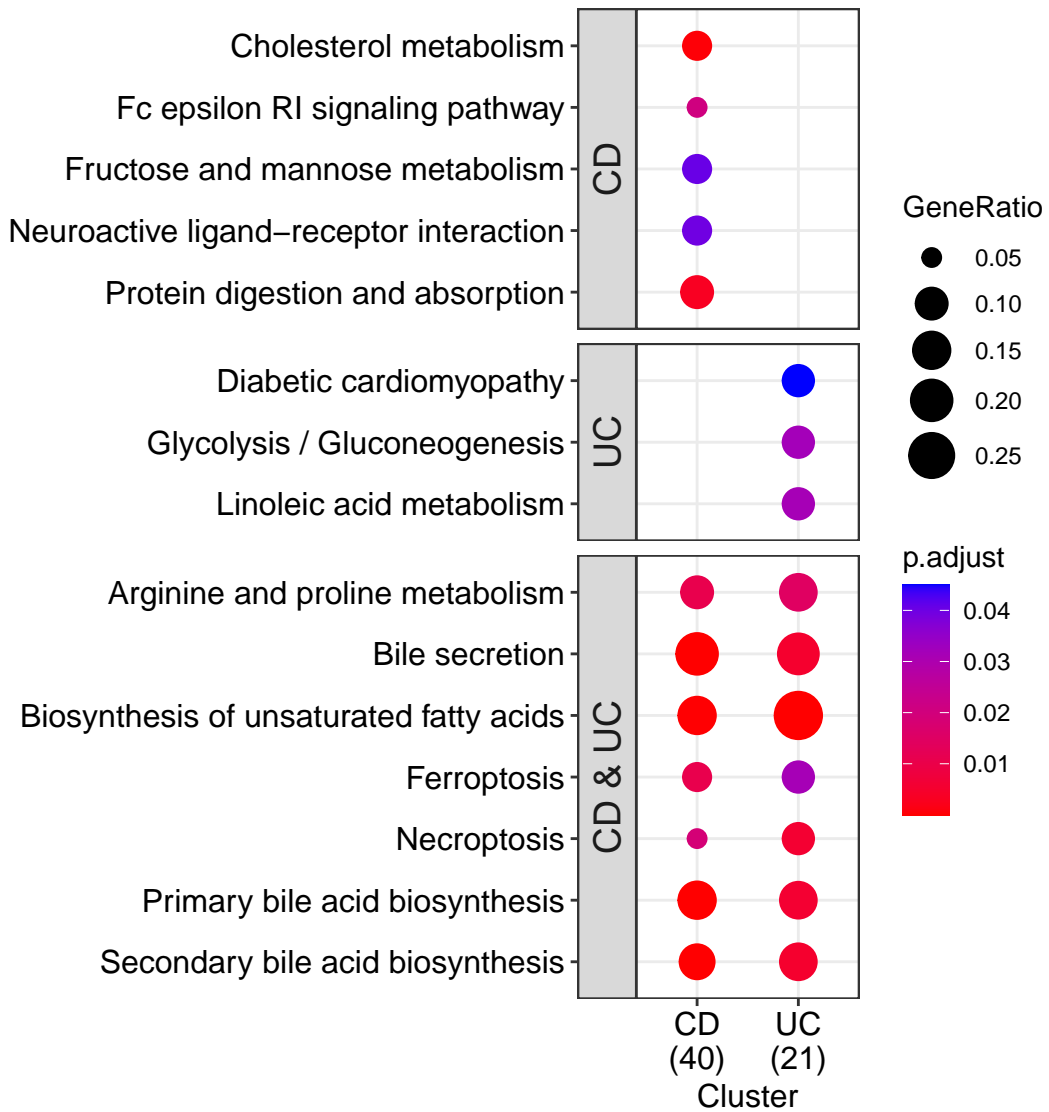 Cholesterol metabolism
Fc epsilon RI signaling pathway
Fructose and mannose metabolism
Neuroactive ligand−receptor interaction
Protein digestion and absorption
CD
Diabetic cardiomyopathy
Glycolysis / Gluconeogenesis
Linoleic acid metabolism
UC
Arginine and proline metabolism
Bile secretion
Biosynthesis of unsaturated fatty acids
Ferroptosis
Necroptosis
Primary bile acid biosynthesis
Secondary bile acid biosynthesis
CD & UC
CD
(40)
UC
(21)
Cluster
GeneRatio
0.05
0.10
0.15
0.20
0.25
p.adjust
0.04
0.03
0.02
0.01